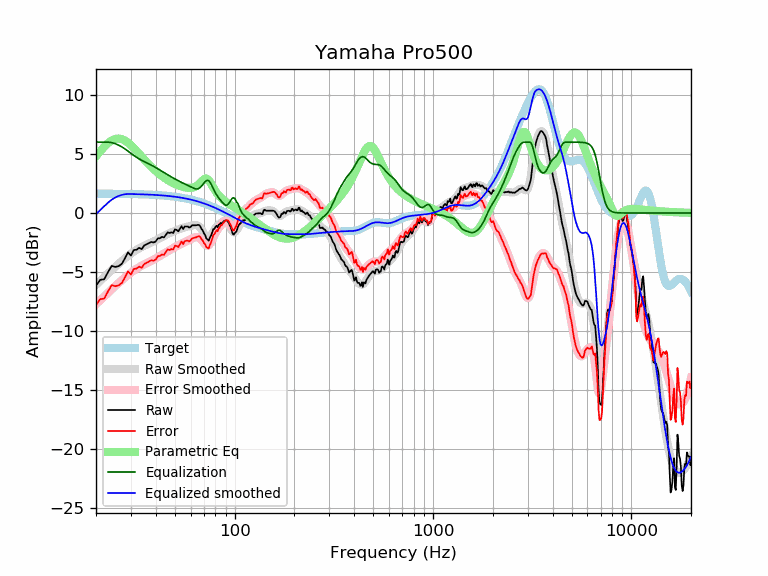 Yamaha Pro500
10
5
0
−5
−10
−15
−20
−25
Amplitude (dBr)
Target
Raw Smoothed
Error Smoothed
Raw
Error
Parametric Eq
Equalization
Equalized smoothed
100 1000 10000
Frequency (Hz)